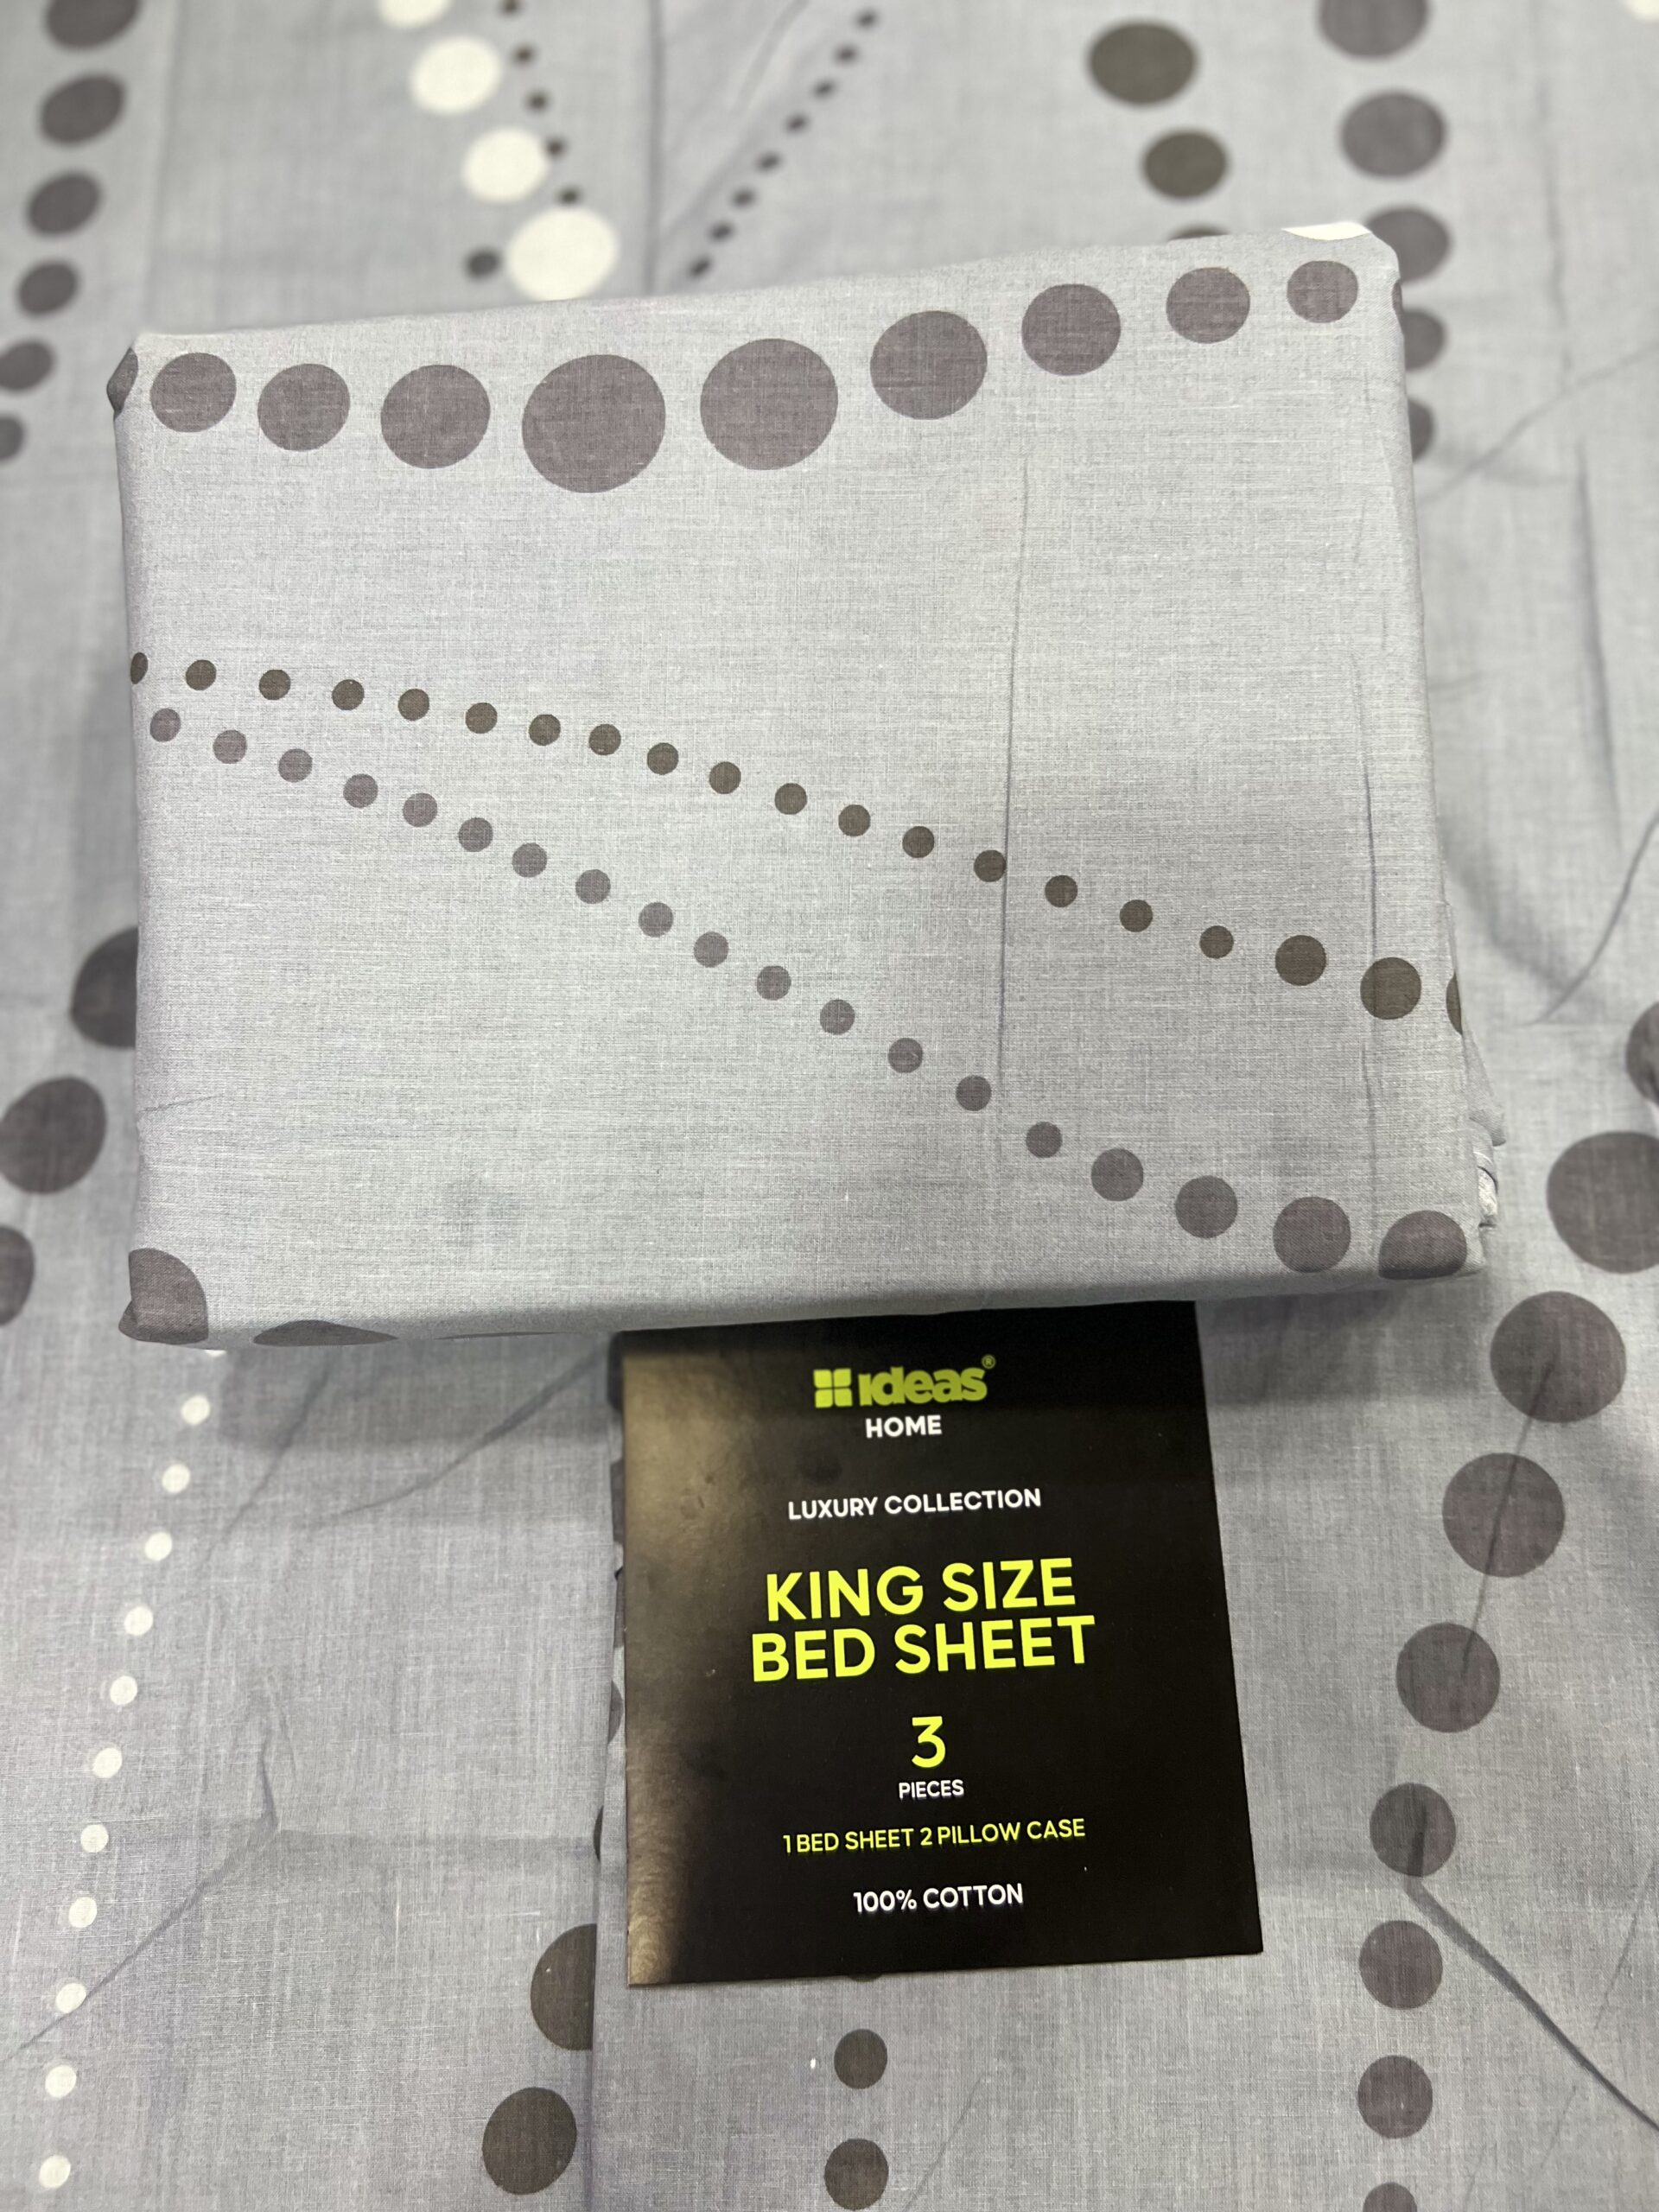 ideas®
HOME
LUXURY COLLECTION
KING SIZE
BED SHEET
3
PIECES
1 BED SHEET 2 PILLOW CASE
100% COTTON